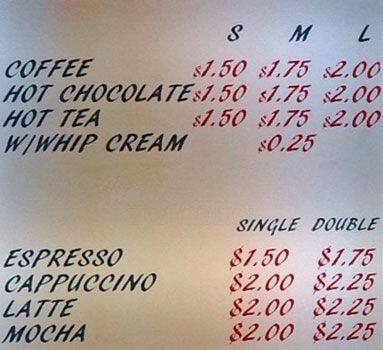 S M L
COFFEE $1.50 $1.75 $2.00
HOT CHOCOLATE $1.50 $1.75 $2.00
HOT TEA $1.50 $1.75 $2.00
W/WHIP CREAM $0.25
SINGLE DOUBLE
ESPRESSO $1.50 $1.75
CAPPUCCINO $2.00 $2.25
LATTE $2.00 $2.25
MOCHA $2.00 $2.25